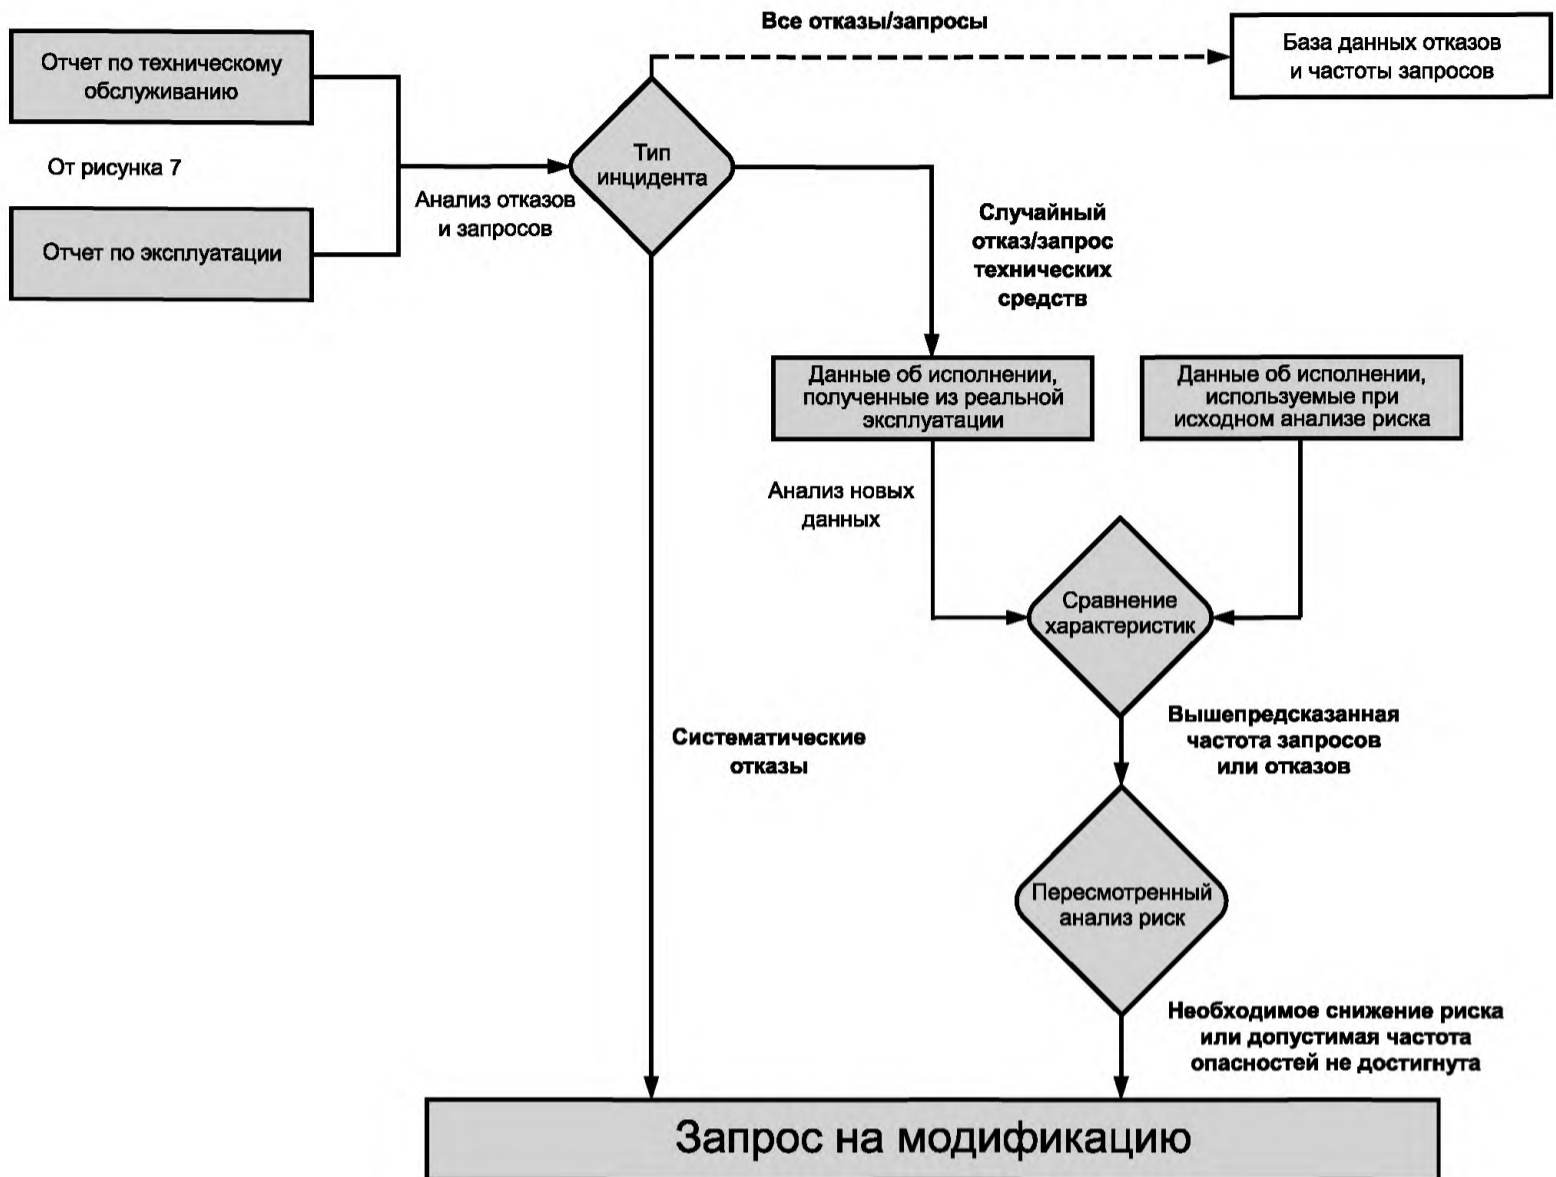 Все отказы/запросы
База данных отказов
и частоты запросов
Отчет по техническому
обслуживанию
От рисунка 7
Отчет по эксплуатации
Анализ отказов
и запросов
Тип
инцидента
Случайный
отказ/запрос
технических
средств
Данные об исполнении,
полученные из реальной
эксплуатации
Данные об исполнении,
используемые при
исходном анализе риска
Анализ новых
данных
Сравнение
характеристик
Систематические
отказы
Вышепредсказанная
частота запросов
или отказов
Пересмотренный
анализ риск
Необходимое снижение риска
или допустимая частота
опасностей не достигнута
Запрос на модификацию